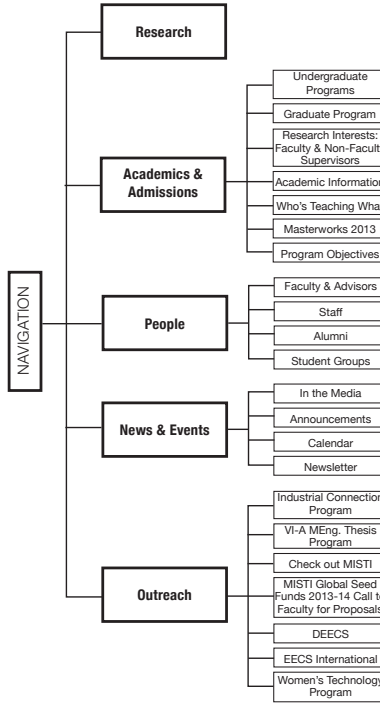 NAVIGATION
Research
Academics &
Admissions
Undergraduate
Programs
Graduate Program
Research Interests:
Faculty & Non-Facult
Supervisors
Academic Information
Who's Teaching Wha
Masterworks 2013
Program Objectives
People
Faculty & Advisors
Staff
Alumni
Student Groups
News & Events
In the Media
Announcements
Calendar
Newsletter
Outreach
Industrial Connection
Program
VI-A MEng. Thesis
Program
Check out MISTI
MISTI Global Seed
Funds 2013-14 Call t
Faculty for Proposals
DEECS
EECS International
Women's Technology
Program